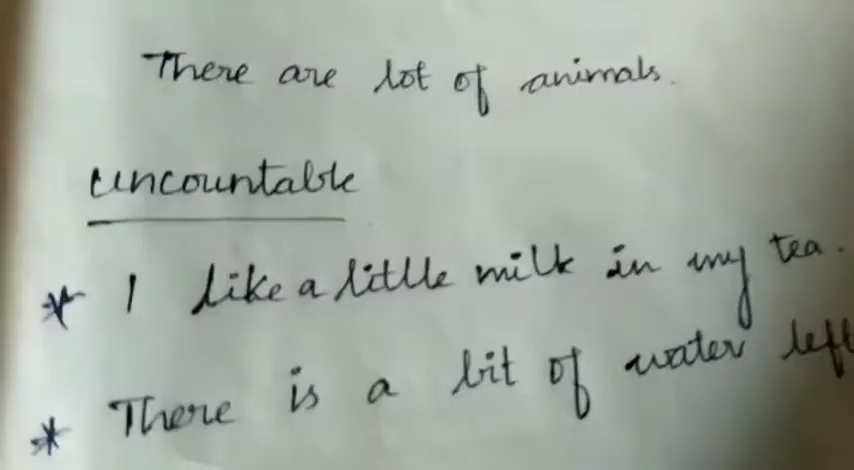 There are lot of animals.
Uncountable
* I like a little milk in my tea.
* There is a bit of water left